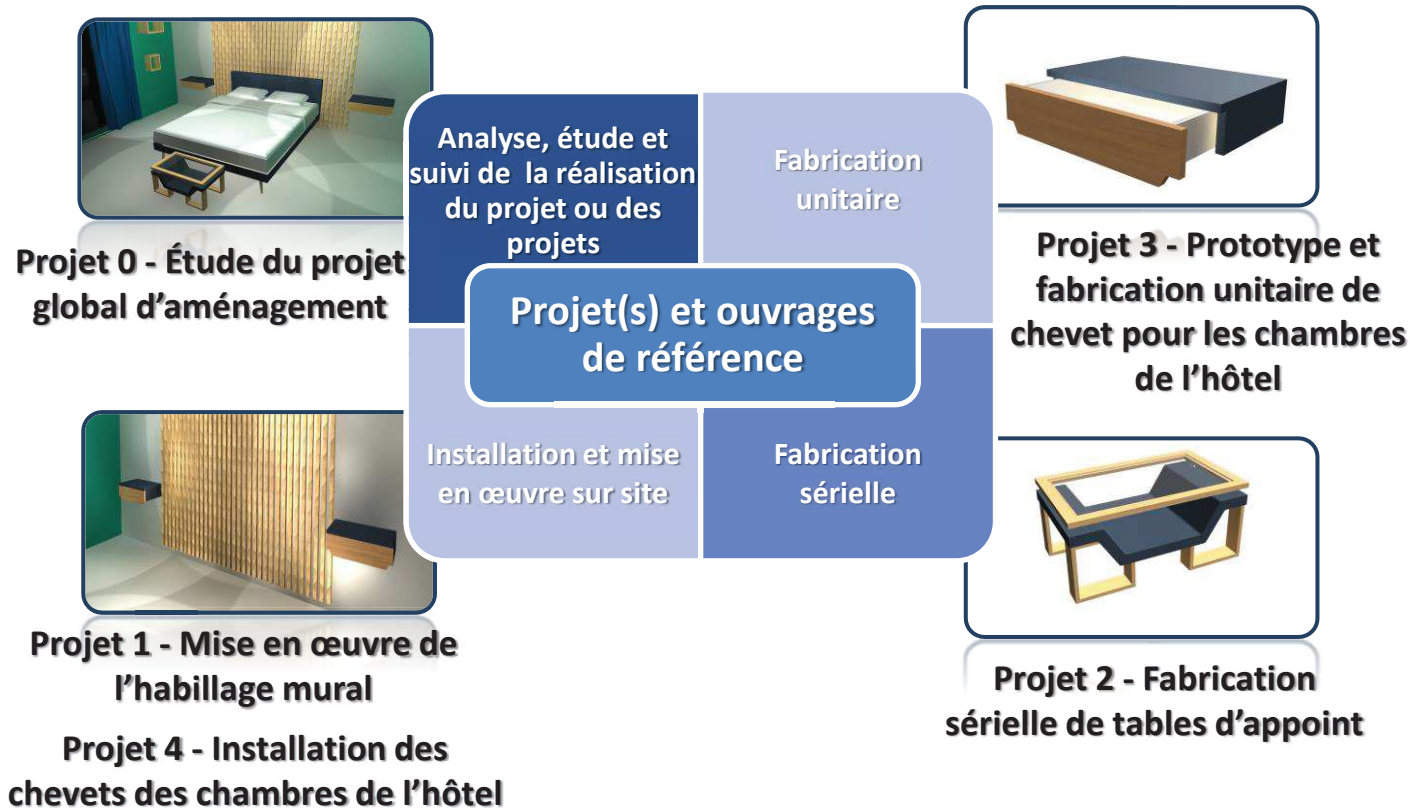 Analyse, étude et
suivi de la réalisation
du projet ou des
projets
Fabrication
unitaire
Projet(s) et ouvrages
de référence
Installation et mise
en œuvre sur site
Fabrication
sérielle
Projet 0 - Étude du projet
global d’aménagement
Projet 1 - Mise en œuvre de
l’habillage mural
Projet 4 - Installation des
chevets des chambres de l’hôtel
Projet 3 - Prototype et
fabrication unitaire de
chevet pour les chambres
de l’hôtel
Projet 2 - Fabrication
sérielle de tables d’appoint